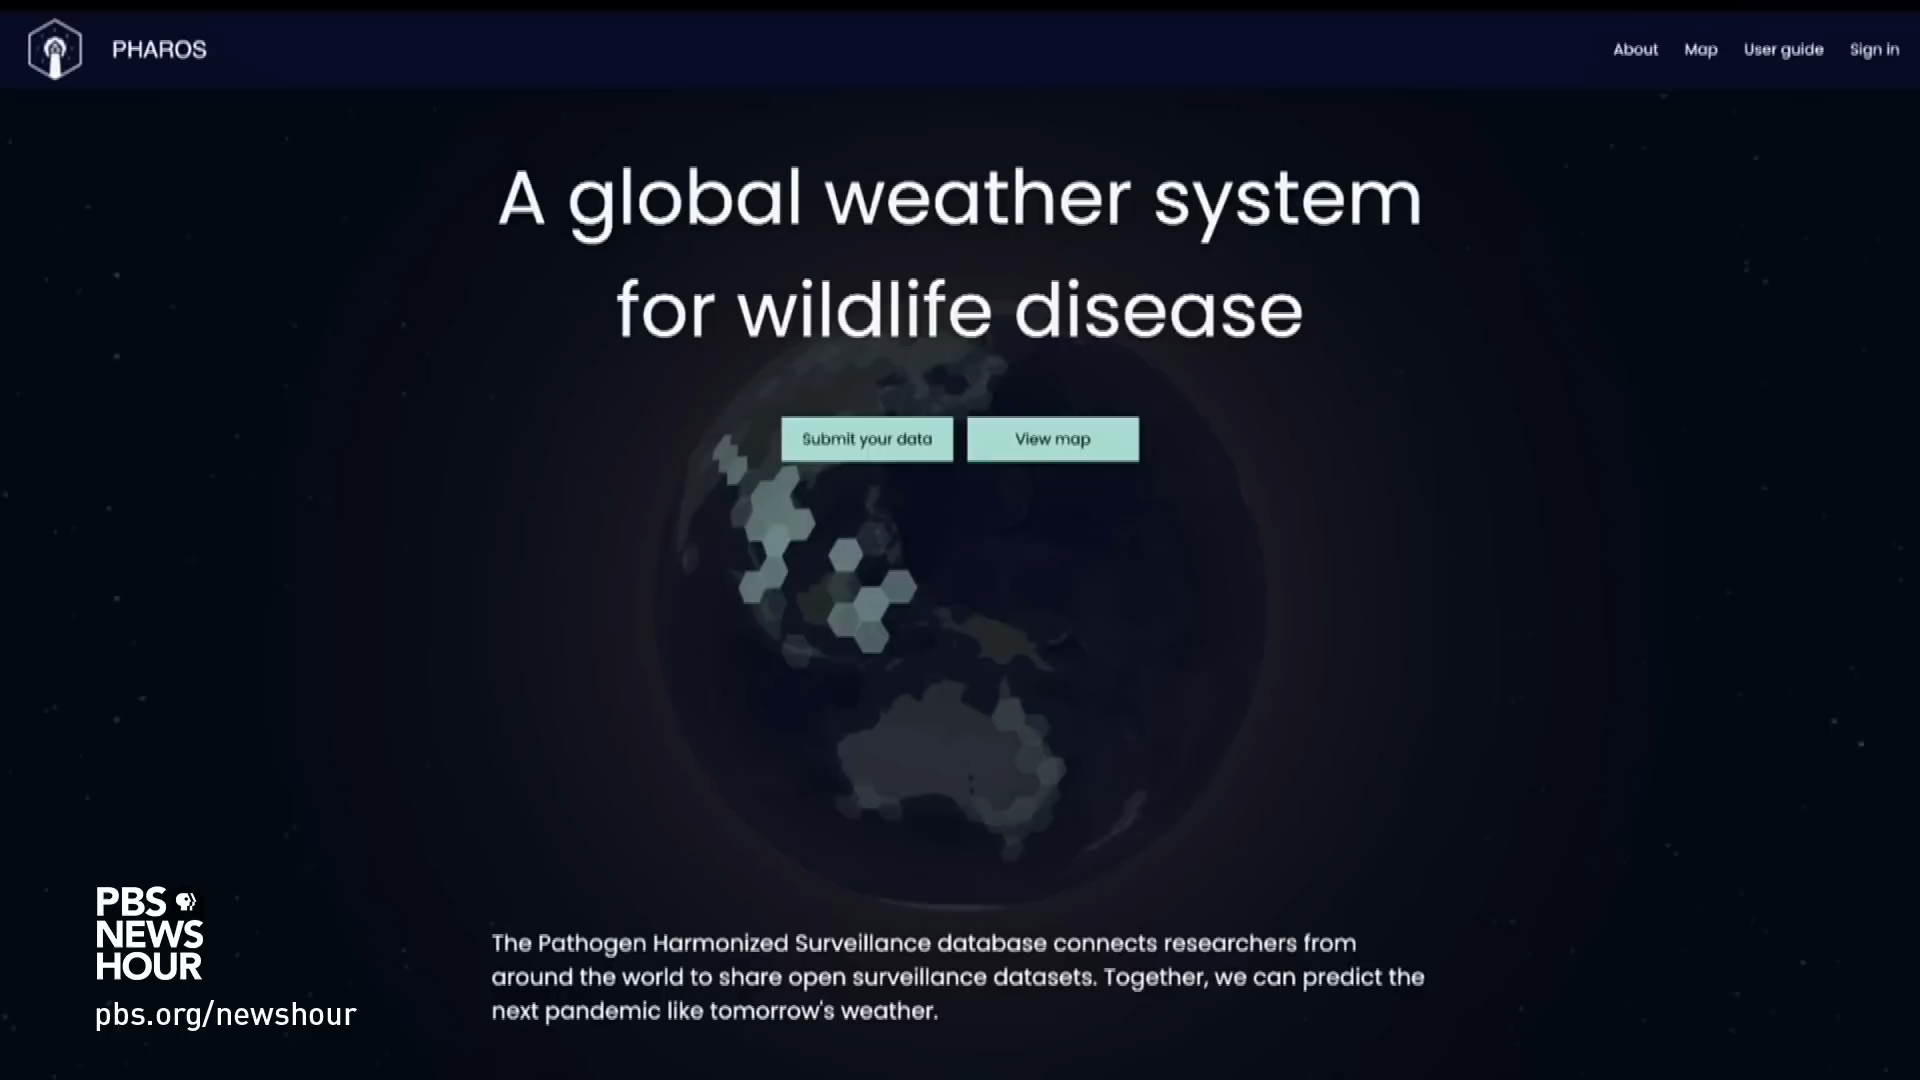 PHAROS
About
Map
User guide
Sign in
A global weather system
for wildlife disease
Submit your data
View map
The Pathogen Harmonized Surveillance database connects researchers from
around the world to share open surveillance datasets. Together, we can predict the
next pandemic like tomorrow's weather.
PBS
NEWS
HOUR
pbs.org/newshour